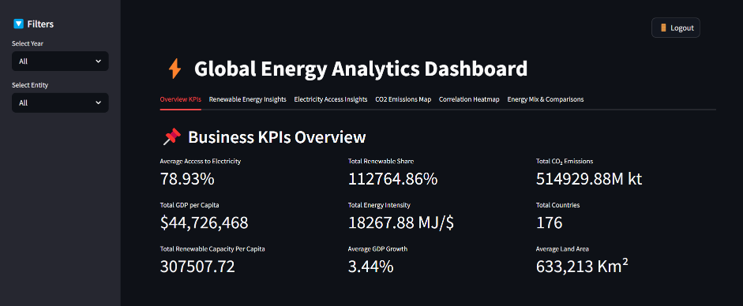 Filters
Select Year
All
Select Entity
All
Logout
Global Energy Analytics Dashboard
Overview KPIs Renewable Energy Insights Electricity Access Insights CO2 Emissions Map Correlation Heatmap Energy Mix & Comparisons
Business KPIs Overview
Average Access to Electricity Total Renewable Share Total CO₂ Emissions
78.93% 112764.86% 514929.88M kt
Total GDP per Capita Total Energy Intensity Total Countries
$44,726,468 18267.88 MJ/$ 176
Total Renewable Capacity Per Capita Average GDP Growth Average Land Area
307507.72 3.44% 633,213 Km²